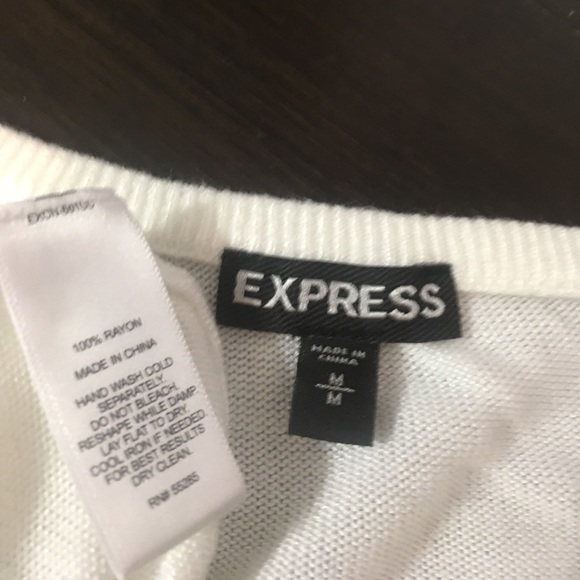 100% RAYON
MADE IN CHINA
HAND WASH COLD
SEPARATELY.
DO NOT BLEACH.
RESHAPE WHILE DAMP.
LAY FLAT TO DRY.
COOL IRON IF NEEDED.
FOR BEST RESULTS
DRY CLEAN.
RN# 55285
EXPRESS
MADE IN
CHINA
M
M